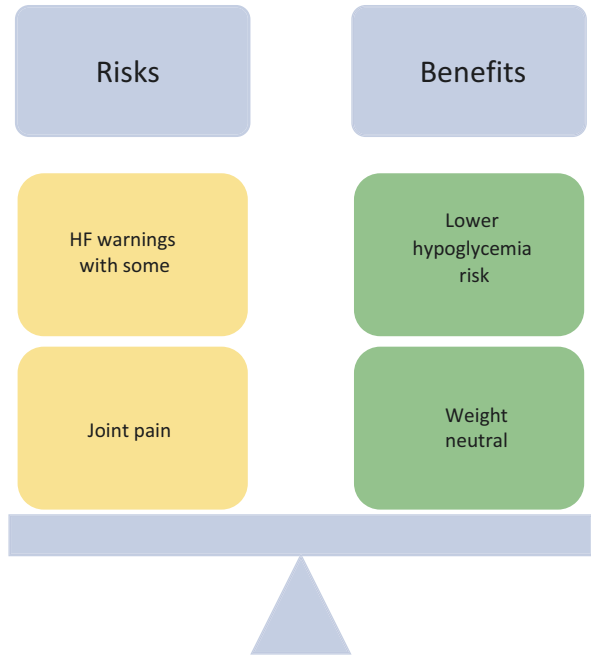 Risks
Benefits
HF warnings
with some
Lower
hypoglycemia
risk
Joint pain
Weight
neutral